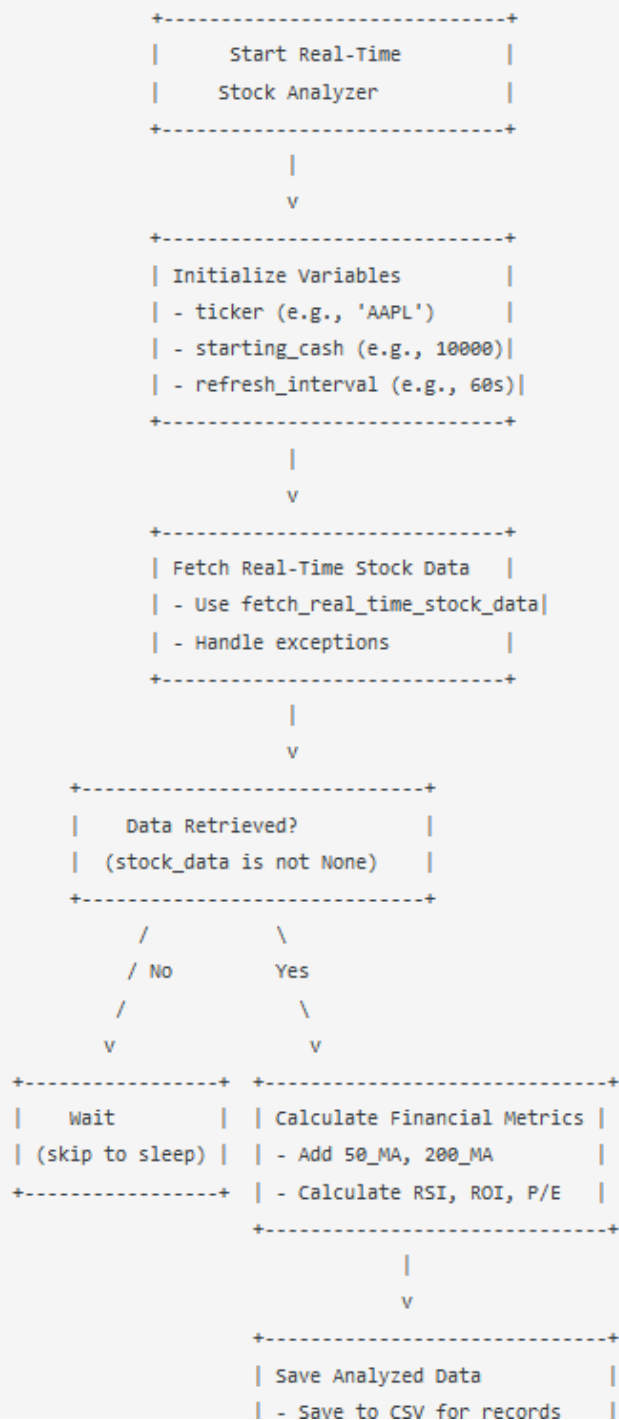 +------------------------------+
|      Start Real-Time         |
|     Stock Analyzer           |
+------------------------------+
|
v
+------------------------------+
| Initialize Variables         |
| - ticker (e.g., 'AAPL')      |
| - starting_cash (e.g., 10000)|
| - refresh_interval (e.g., 60s)|
+------------------------------+
|
v
+------------------------------+
| Fetch Real-Time Stock Data   |
| - Use fetch_real_time_stock_data|
| - Handle exceptions          |
+------------------------------+
|
v
+------------------------------+
|    Data Retrieved?           |
|  (stock_data is not None)    |
+------------------------------+
/           \
/ No         Yes
/               \
v                 v
+-----------------+  +------------------------------+
|    Wait         |  | Calculate Financial Metrics |
| (skip to sleep) |  | - Add 50_MA, 200_MA         |
+-----------------+  | - Calculate RSI, ROI, P/E   |
+------------------------------+
|
v
+------------------------------+
| Save Analyzed Data           |
| - Save to CSV for records    |